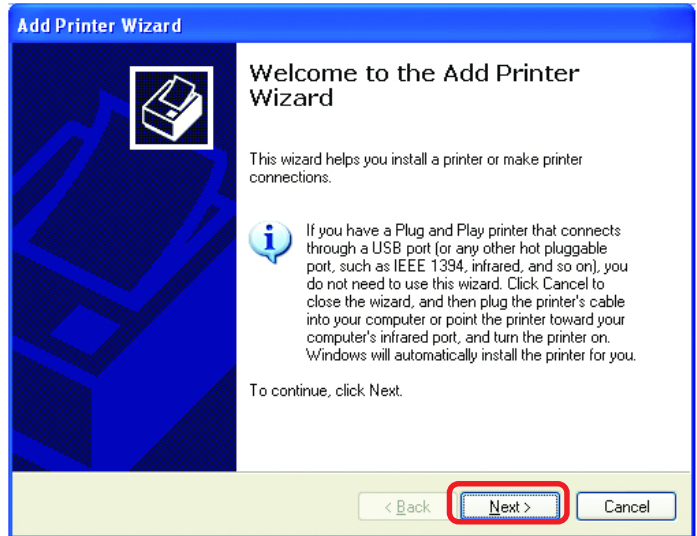 Add Printer Wizard
Welcome to the Add Printer
Wizard
This wizard helps you install a printer or make printer
connections.
If you have a Plug and Play printer that connects
through a USB port (or any other hot pluggable
port, such as IEEE 1394, infrared, and so on), you
do not need to use this wizard. Click Cancel to
close the wizard, and then plug the printer's cable
into your computer or point the printer toward your
computer's infrared port, and turn the printer on.
Windows will automatically install the printer for you.
To continue, click Next.
< Back Next > Cancel